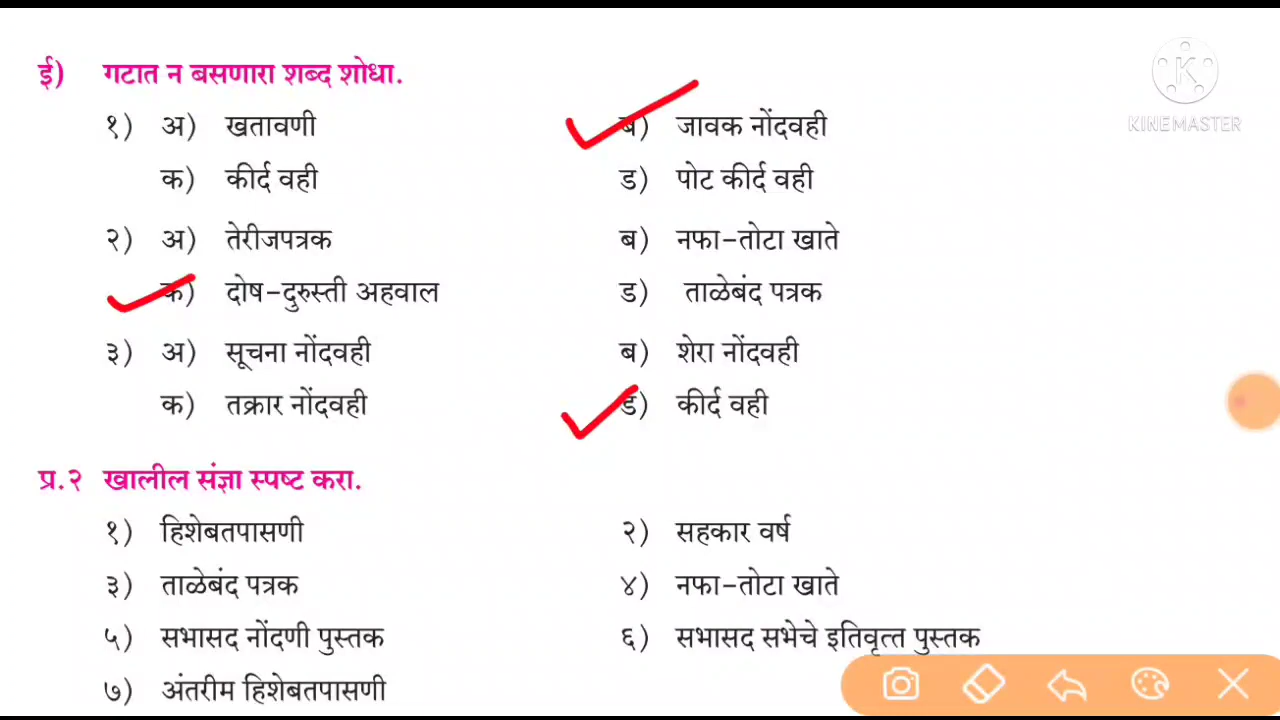 ई) गटात न बसणारा शब्द शोधा.
KINEMASTER
१) अ) खतावणी ब) जावक नोंदवही
क) कीर्द वही ड) पोट कीर्द वही
२) अ) तेरीजपत्रक ब) नफा-तोटा खाते
क) दोष-दुरुस्ती अहवाल ड) ताळेबंद पत्रक
३) अ) सूचना नोंदवही ब) शेरा नोंदवही
क) तक्रार नोंदवही ड) कीर्द वही
प्र.२ खालील संज्ञा स्पष्ट करा.
१) हिशेबतपासणी २) सहकार वर्ष
३) ताळेबंद पत्रक ४) नफा-तोटा खाते
५) सभासद नोंदणी पुस्तक ६) सभासद सभेचे इतिवृत्त पुस्तक
७) अंतरीम हिशेबतपासणी